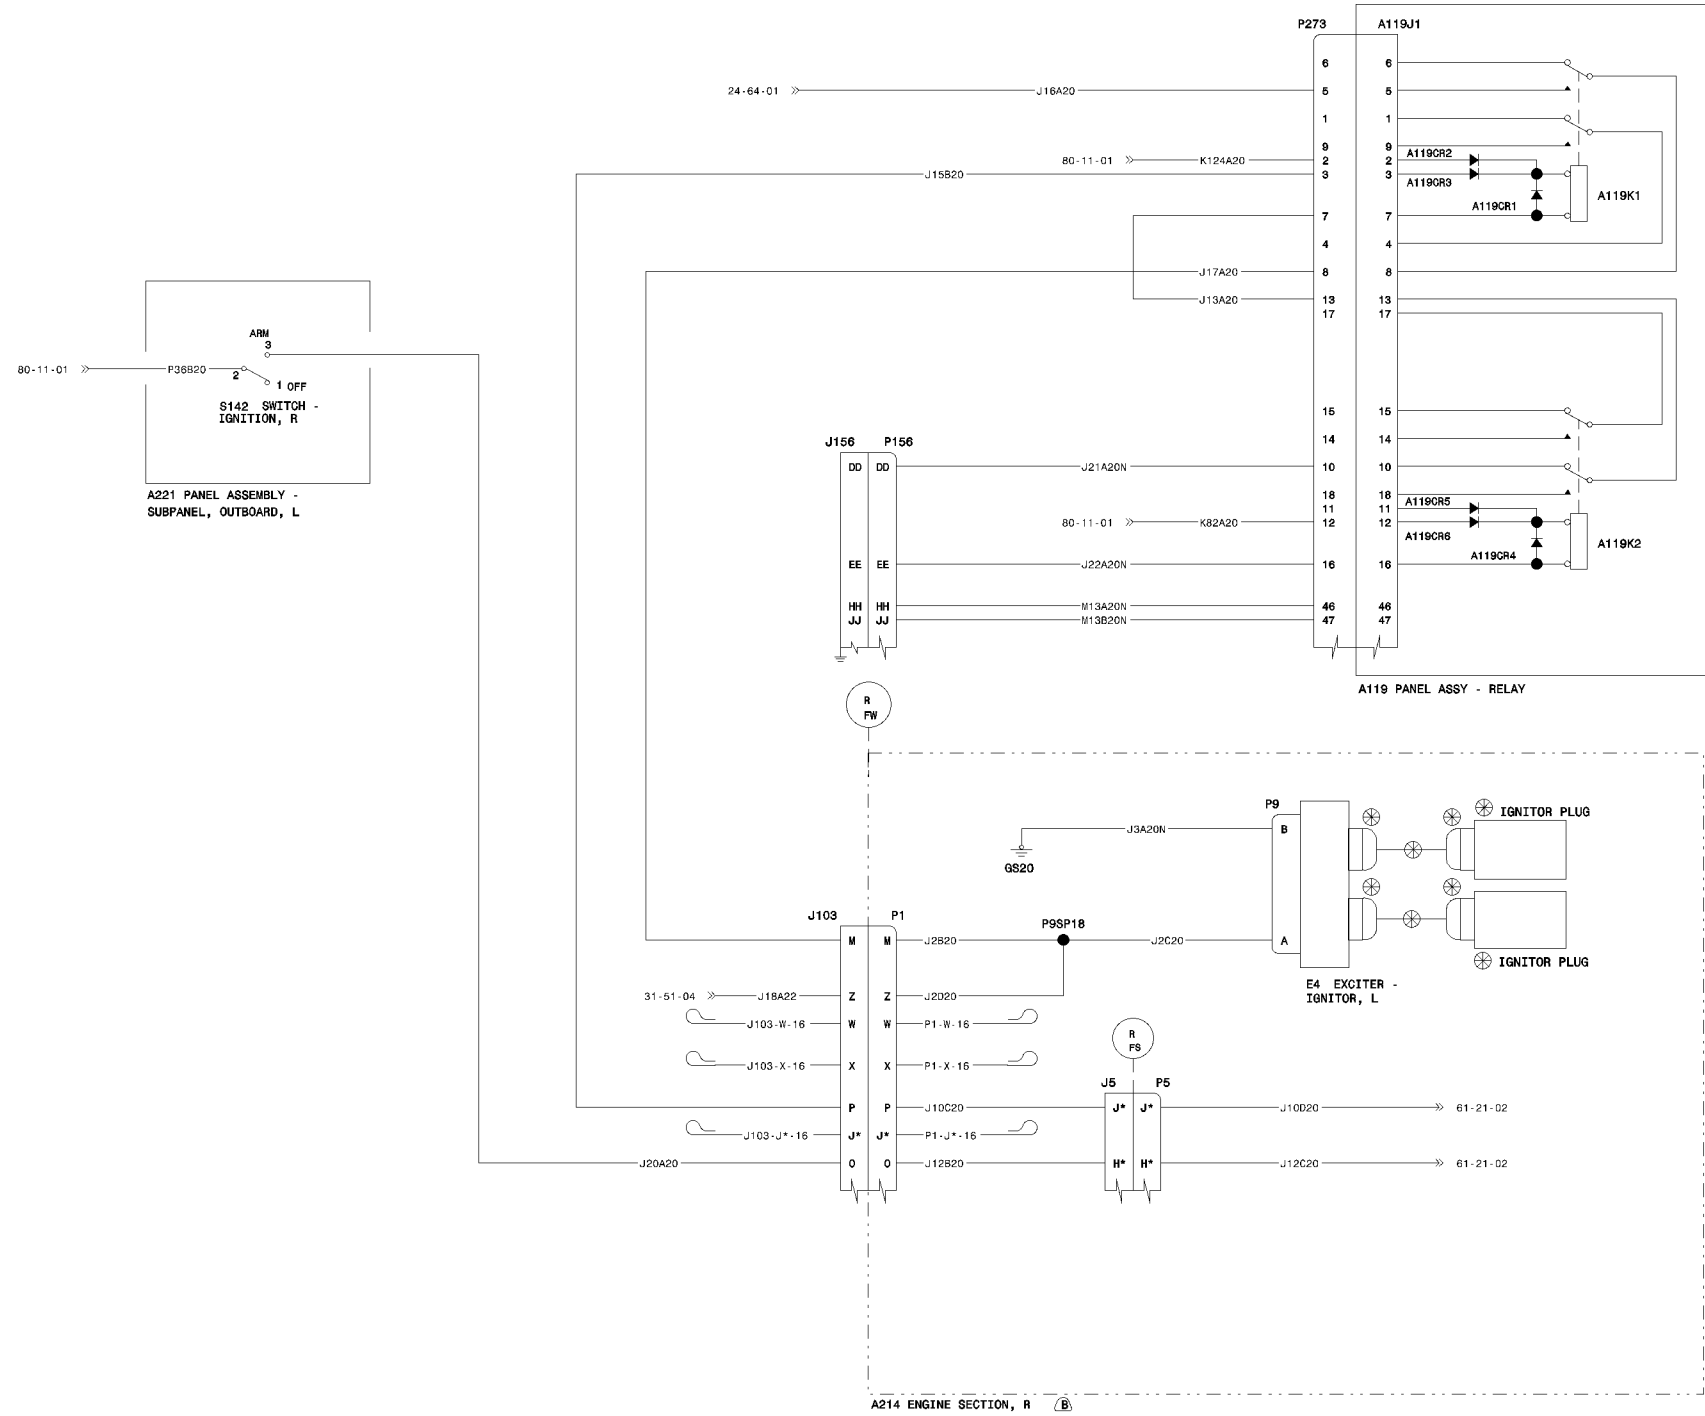 P273 A119J1
6 6
24-64-01 J16A20 5 5
1 1
9 9
80-11-01 K124A20 2 2 A119CR2
J15B20 3 3 A119CR3
A119K1
A119CR1
7 7
4 4
J17A20 8 8
J13A20 13 13
17 17
ARM
3
80-11-01 P36B20 2
1 OFF
S142 SWITCH -
IGNITION, R
A221 PANEL ASSEMBLY -
SUBPANEL, OUTBOARD, L
15 15
14 14
J156 P156
DD DD J21A20N 10 10
18 18 A119CR5
11 11
80-11-01 K82A20 12 12
A119CR6
A119K2
A119CR4
EE EE J22A20N 16 16
HH HH M13A20N 46 46
JJ JJ M13B20N 47 47
A119 PANEL ASSY - RELAY
R
FW
P9
IGNITOR PLUG
B
J3A20N
GS20
J103 P1
P9SP18
M M J2B20 J2C20 A
IGNITOR PLUG
E4 EXCITER -
IGNITOR, L
31-51-04 J18A22 Z Z J2D20
J103-W-16 W W P1-W-16
R
FS
J103-X-16 X X P1-X-16
J5 P5
P P J10C20 J* J* J10D20 61-21-02
J103-J*-16 J* J* P1-J*-16
J20A20 O O J12B20 H* H* J12C20 61-21-02
A214 ENGINE SECTION, R B